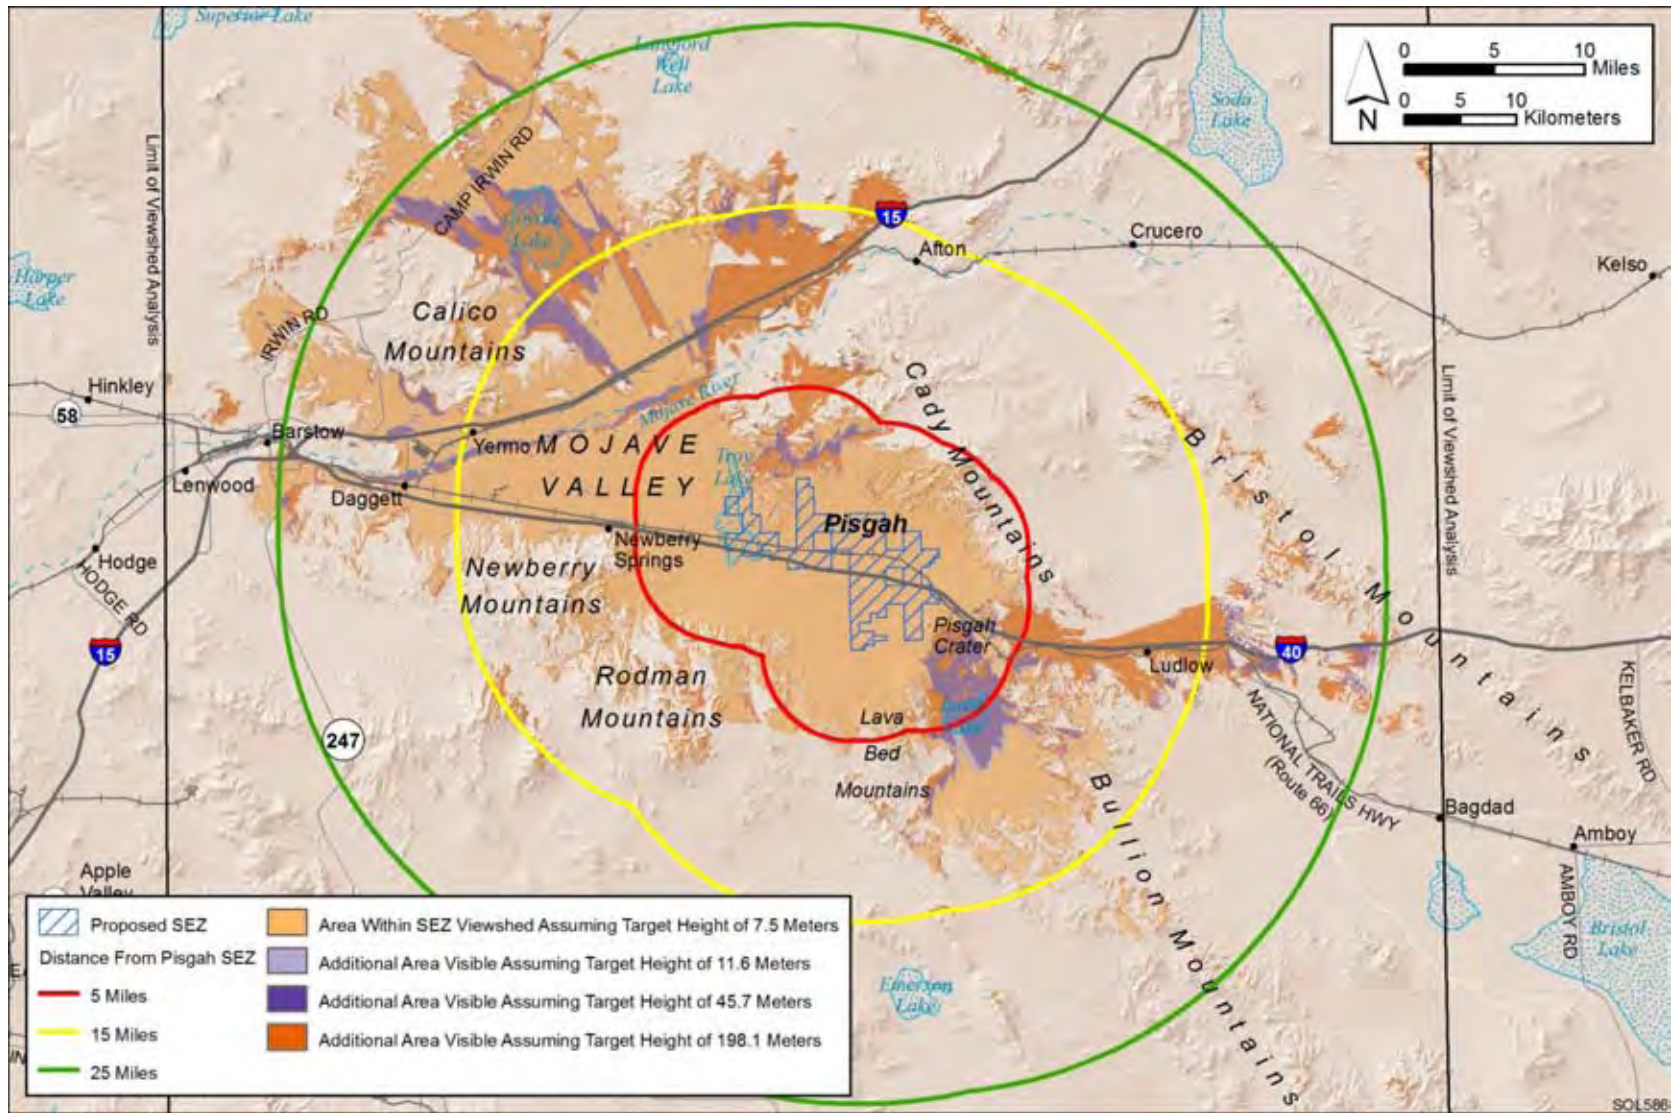 Superior Lake
Langford
Well
Lake
0 5 10
Miles
0 5 10
Kilometers
N
Soda
Lake
Limit of Viewshed Analysis
CAMP IRWIN RD
Coyote
Lake
15
Afton
Crucero
Kelso
Harper
Lake
Calico
Mountains
IRWIN RD
Hinkley
58
Barstow
Mojave River
Yermo
MOJAVE
VALLEY
Troy
Lake
Cady Mountains
Bristol Mountains
Limit of Viewshed Analysis
Lenwood
Daggett
Pisgah
Newberry
Springs
Hodge
HODGE RD
Newberry
Mountains
15
Pisgah
Crater
Ludlow
40
KELBAKER RD
Rodman
Mountains
Lake
247
Lava
Bed
Mountains
NATIONAL TRAILS HWY
(Route 66)
Bullion Mountains
Bagdad
Amboy
AMBOY RD
Bristol
Lake
Emerson
Lake
Apple
Valley
Proposed SEZ
Distance From Pisgah SEZ
5 Miles
15 Miles
25 Miles
Area Within SEZ Viewshed Assuming Target Height of 7.5 Meters
Additional Area Visible Assuming Target Height of 11.6 Meters
Additional Area Visible Assuming Target Height of 45.7 Meters
Additional Area Visible Assuming Target Height of 198.1 Meters